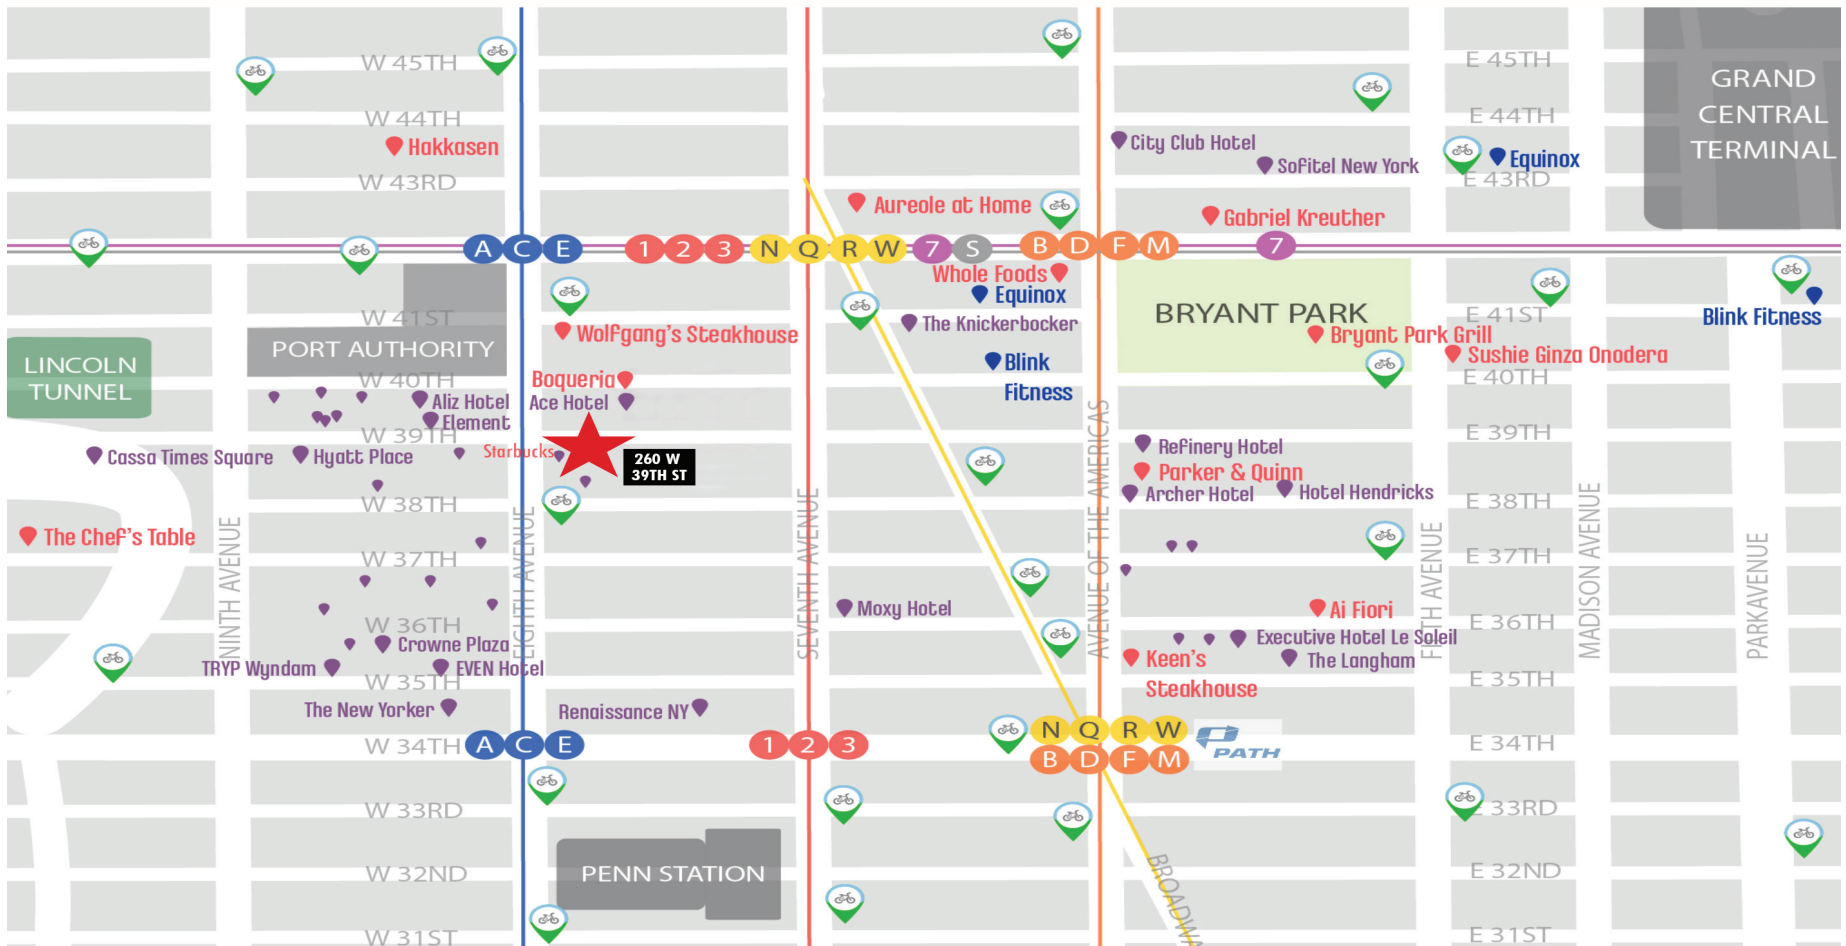 W 45TH
E 45TH
GRAND
CENTRAL
TERMINAL
W 44TH
E 44TH
Hakkasen
City Club Hotel
Sofitel New York
Equinox
W 43RD
E 43RD
Aureole at Home
Gabriel Kreuther
A C E
1 2 3
N Q R W
7 S
B D F M
7
Whole Foods
Equinox
BRYANT PARK
W 41ST
E 41ST
Blink Fitness
Wolfgang's Steakhouse
The Knickerbocker
Bryant Park Grill
PORT AUTHORITY
Sushie Ginza Onodera
LINCOLN
TUNNEL
Blink
Fitness
W 40TH
E 40TH
Boqueria
Aliz Hotel
Ace Hotel
Element
W 39TH
E 39TH
Starbucks
Cassa Times Square
Hyatt Place
260 W
39TH ST
Refinery Hotel
Parker & Quinn
Archer Hotel
Hotel Hendricks
W 38TH
E 38TH
The Chef's Table
W 37TH
E 37TH
NINTH AVENUE
EIGHTH AVENUE
SEVENTH AVENUE
AVENUE OF THE AMERICAS
FIFTH AVENUE
MADISON AVENUE
PARKAVENUE
Moxy Hotel
Ai Fiori
W 36TH
E 36TH
Crowne Plaza
Executive Hotel Le Soleil
TRYP Wyndam
EVEN Hotel
Keen's
Steakhouse
The Langham
W 35TH
E 35TH
The New Yorker
Renaissance NY
W 34TH
A C E
1 2 3
N Q R W
B D F M
PATH
E 34TH
W 33RD
E 33RD
PENN STATION
W 32ND
E 32ND
BROADWA
W 31ST
E 31ST